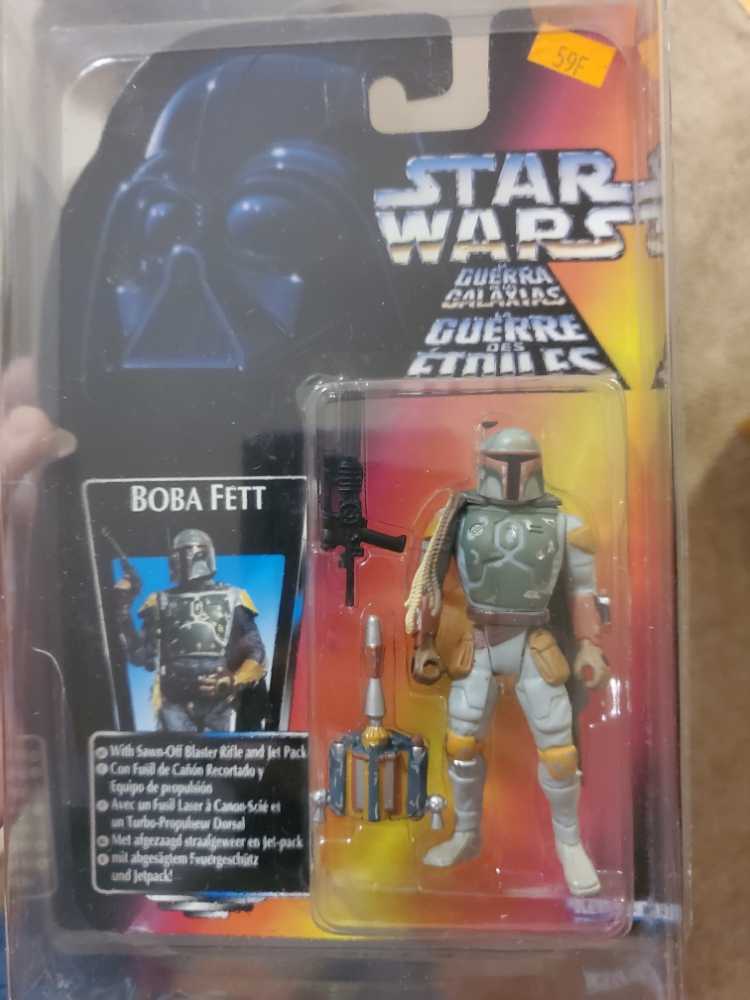 59F
STAR
WARS
LA
GUERRA
DE LAS
GALAXIAS
LA
GUERRE
DES
ÉTOILES
BOBA FETT
With Sawn-Off Blaster Rifle and Jet Pack
Con Fusil de Cañón Recortado y
Equipo de propulsión
Avec un Fusil Laser à Canon-Scié et
un Turbo-Propulseur Dorsal
Met afgezaagd straalgeweer en Jet-pack
mit abgesägtem Feuergeschütz
und Jetpack!